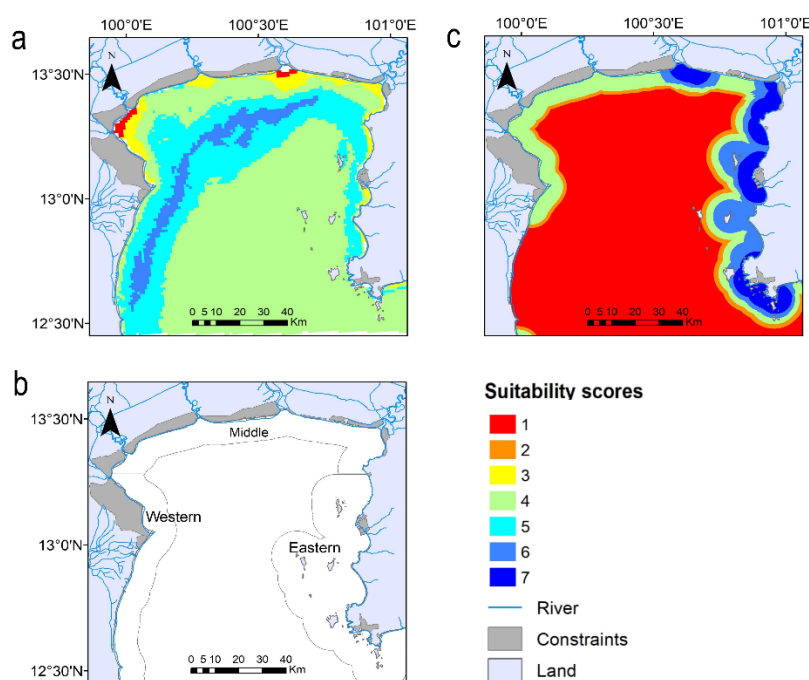 a
100°0'E 100°30'E 101°0'E
N
13°30'N
13°0'N
12°30'N
0 5 10 20 30 40
Km
c
100°0'E 100°30'E 101°0'E
N
0 5 10 20 30 40
Km
b
N
13°30'N
13°0'N
12°30'N
Middle
Western
Eastern
0 5 10 20 30 40
Km
Suitability scores
1
2
3
4
5
6
7
River
Constraints
Land